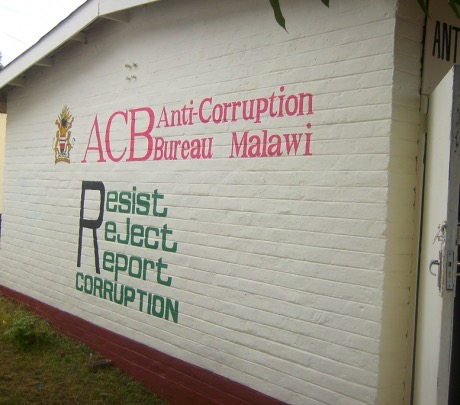 ACB Anti-Corruption
Bureau Malawi
Resist
ReJect
Report
CORRUPTION
ANT